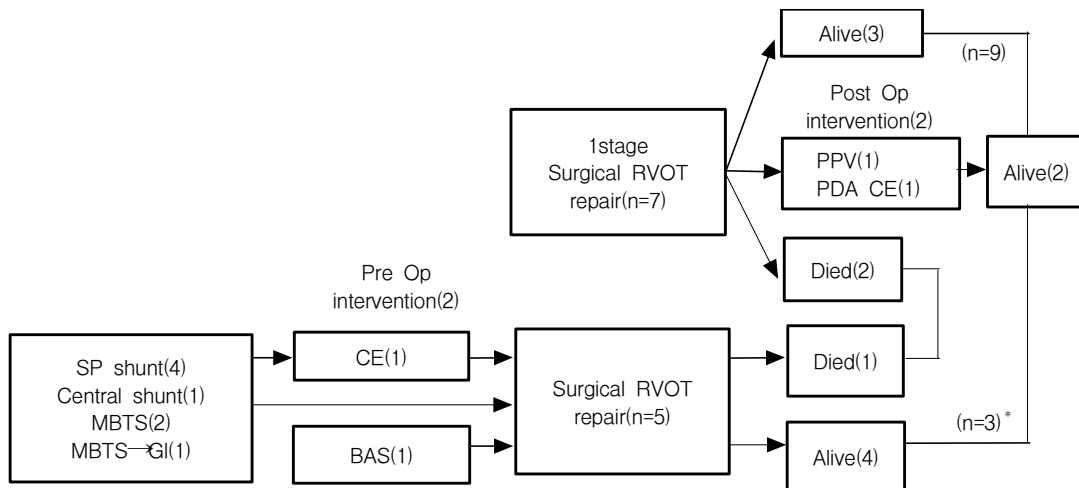 Alive(3)
(n=9)
Post Op
intervention(2)
1stage
Surgical RVOT
repair(n=7)
PPV(1)
PDA CE(1)
Alive(2)
Died(2)
Pre Op
intervention(2)
SP shunt(4)
Central shunt(1)
MBTS(2)
MBTS→GI(1)
CE(1)
BAS(1)
Surgical RVOT
repair(n=5)
Died(1)
Alive(4)
(n=3)*